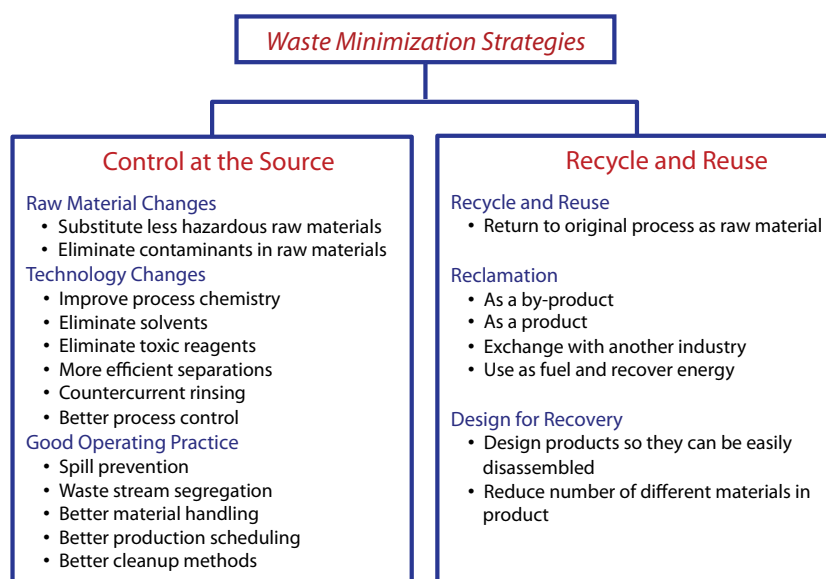 Waste Minimization Strategies
Control at the Source
Raw Material Changes
• Substitute less hazardous raw materials
• Eliminate contaminants in raw materials
Technology Changes
• Improve process chemistry
• Eliminate solvents
• Eliminate toxic reagents
• More efficient separations
• Countercurrent rinsing
• Better process control
Good Operating Practice
• Spill prevention
• Waste stream segregation
• Better material handling
• Better production scheduling
• Better cleanup methods
Recycle and Reuse
Recycle and Reuse
• Return to original process as raw material
Reclamation
• As a by-product
• As a product
• Exchange with another industry
• Use as fuel and recover energy
Design for Recovery
• Design products so they can be easily
disassembled
• Reduce number of different materials in
product